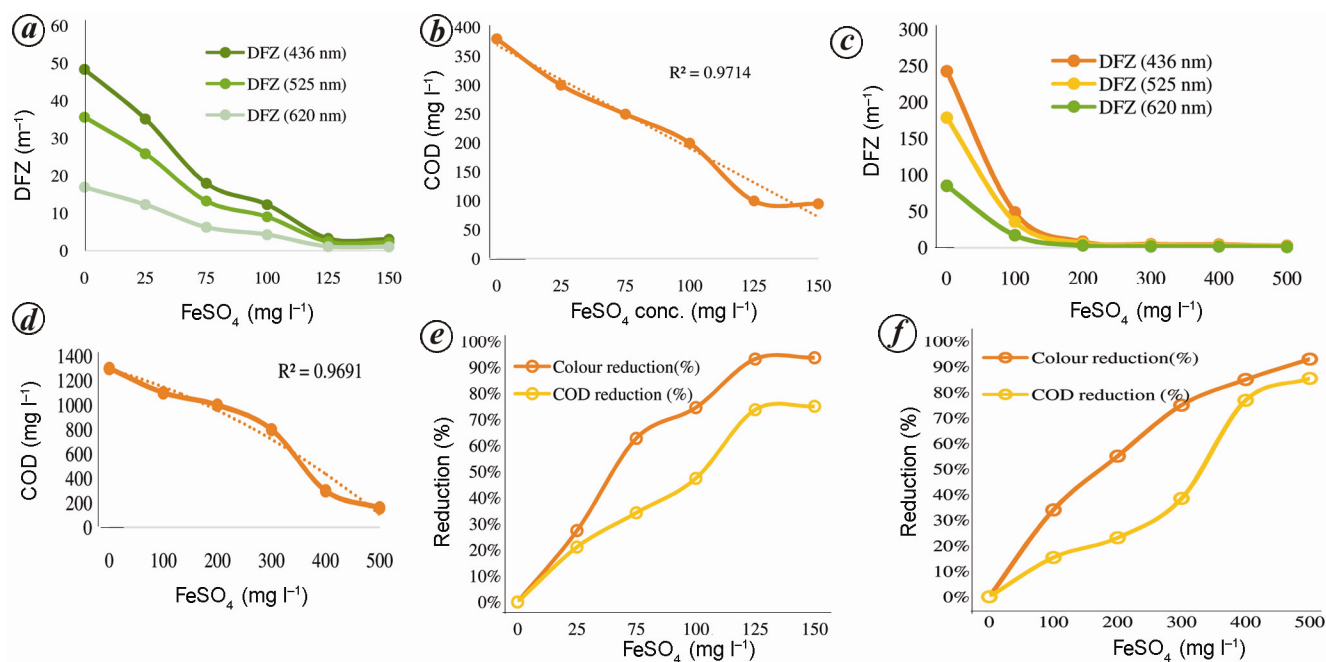 a
60
50
40
30
20
10
0
DFZ (m⁻¹)
DFZ (436 nm)
DFZ (525 nm)
DFZ (620 nm)
0 25 75 100 125 150
FeSO₄ (mg l⁻¹)
b
400
350
300
250
200
150
100
50
0
COD (mg l⁻¹)
R² = 0.9714
0 25 75 100 125 150
FeSO₄ conc. (mg l⁻¹)
c
300
250
200
150
100
50
0
DFZ (m⁻¹)
DFZ (436 nm)
DFZ (525 nm)
DFZ (620 nm)
0 100 200 300 400 500
FeSO₄ (mg l⁻¹)
d
1400
1200
1000
800
600
400
200
0
COD (mg l⁻¹)
R² = 0.9691
0 100 200 300 400 500
FeSO₄ (mg l⁻¹)
e
100%
90%
80%
70%
60%
50%
40%
30%
20%
10%
0%
Reduction (%)
Colour reduction(%)
COD reduction (%)
0 25 75 100 125 150
FeSO₄ (mg l⁻¹)
f
100%
90%
80%
70%
60%
50%
40%
30%
20%
10%
0%
Reduction (%)
Colour reduction(%)
COD reduction (%)
0 100 200 300 400 500
FeSO₄ (mg l⁻¹)